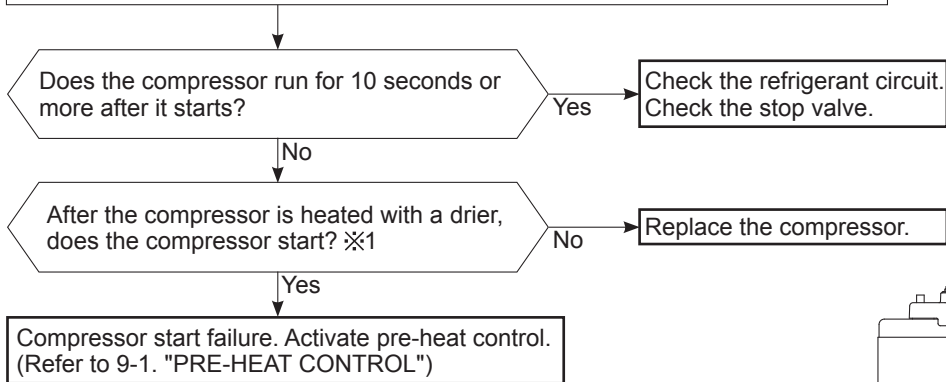 Does the compressor run for 10 seconds or
more after it starts?
Yes
Check the refrigerant circuit.
Check the stop valve.
No
After the compressor is heated with a drier,
does the compressor start? ※1
No
Replace the compressor.
Yes
Compressor start failure. Activate pre-heat control.
(Refer to 9-1. "PRE-HEAT CONTROL")